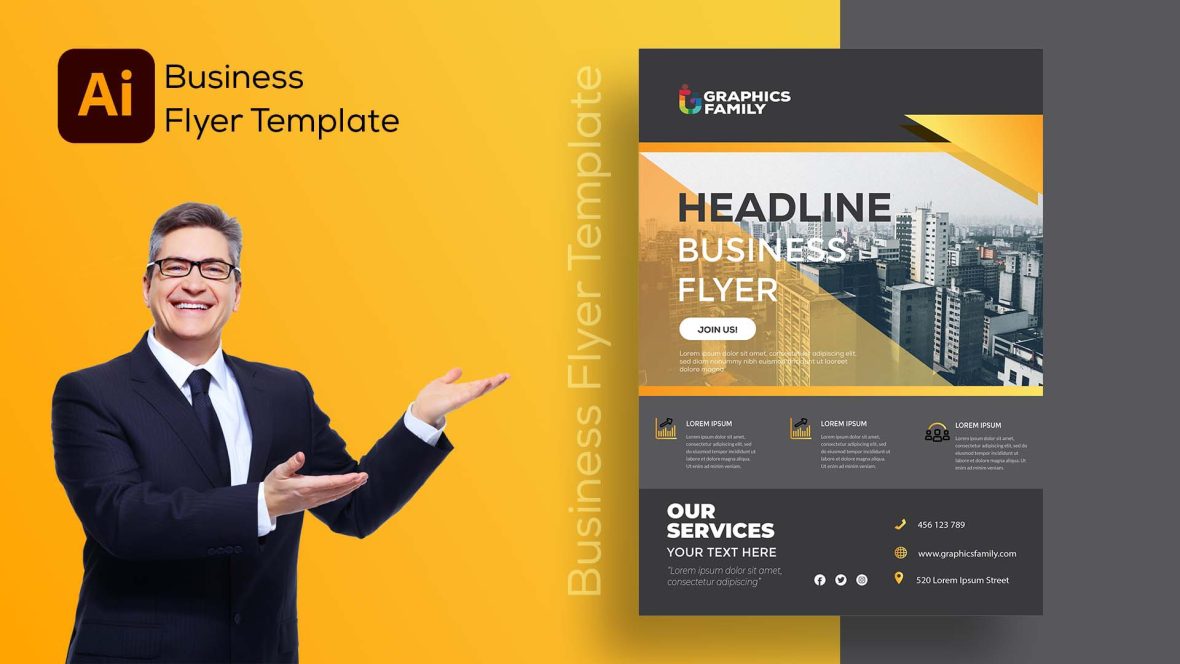 Ai
Business
Flyer Template
Business Flyer Template
GRAPHICS
FAMILY
HEADLINE
BUSINESS
FLYER
JOIN US!
Lorem ipsum dolor sit amet, consectetur adipiscing elit,
sed diam nonummy nibh euismod tincidunt ut laoreet
dolore magna
LOREM IPSUM
Lorem ipsum dolor sit amet,
consectetur adipiscing elit, sed
do eiusmod tempor incididunt ut
labore et dolore magna aliqua.
Ut enim ad minim veniam.
LOREM IPSUM
Lorem ipsum dolor sit amet,
consectetur adipiscing elit, sed
do eiusmod tempor incididunt ut
labore et dolore magna aliqua.
Ut enim ad minim veniam.
LOREM IPSUM
Lorem ipsum dolor sit amet,
consectetur adipiscing elit, sed
do eiusmod tempor incididunt ut
labore et dolore magna aliqua.
Ut enim ad minim veniam.
OUR
SERVICES
YOUR TEXT HERE
"Lorem ipsum dolor sit amet,
consectetur adipiscing"
456 123 789
www.graphicsfamily.com
520 Lorem Ipsum Street